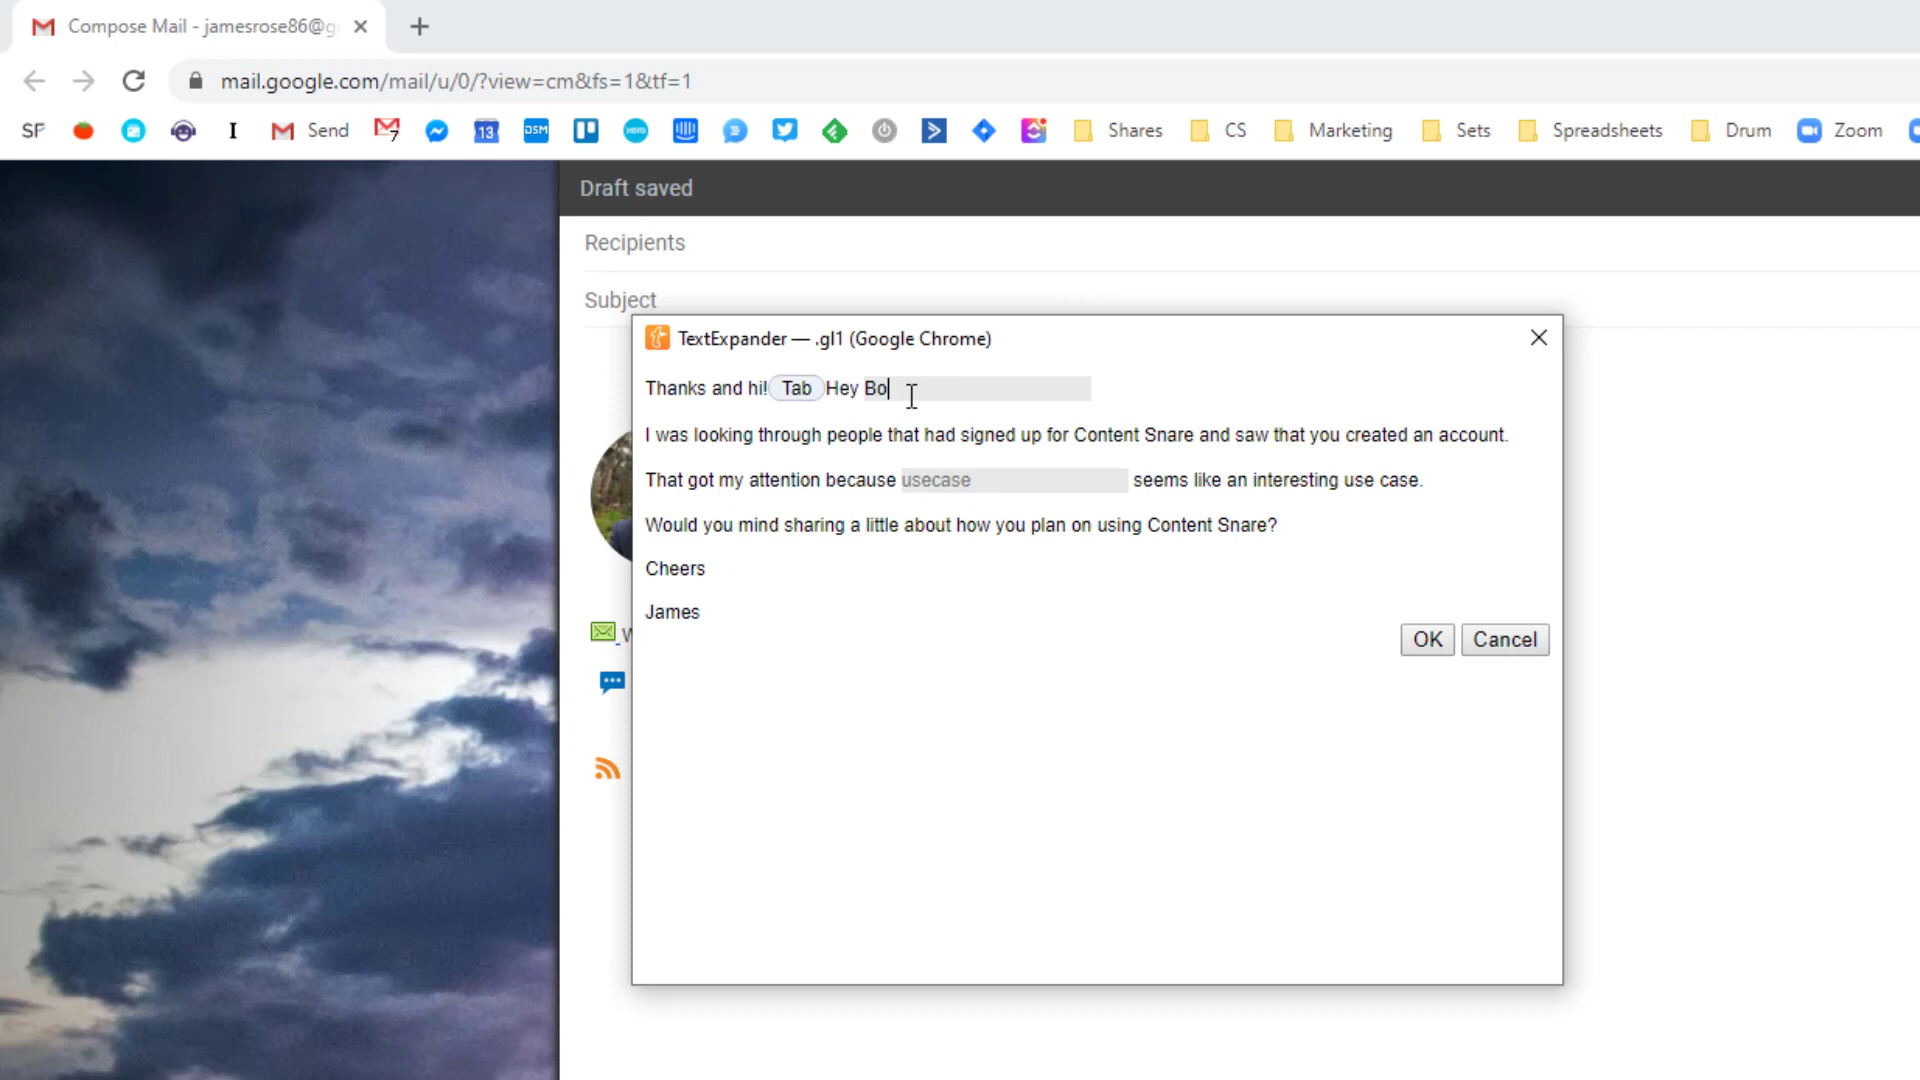 Compose Mail - jamesrose86@g
mail.google.com/mail/u/0/?view=cm&fs=1&tf=1
SF
I
Send
7
13
DSM
xero
Shares
CS
Marketing
Sets
Spreadsheets
Drum
Zoom
Draft saved
Recipients
Subject
TextExpander — .gl1 (Google Chrome)
Thanks and hi! Tab Hey Bo
I was looking through people that had signed up for Content Snare and saw that you created an account.
That got my attention because usecase seems like an interesting use case.
Would you mind sharing a little about how you plan on using Content Snare?
Cheers
James
OK
Cancel